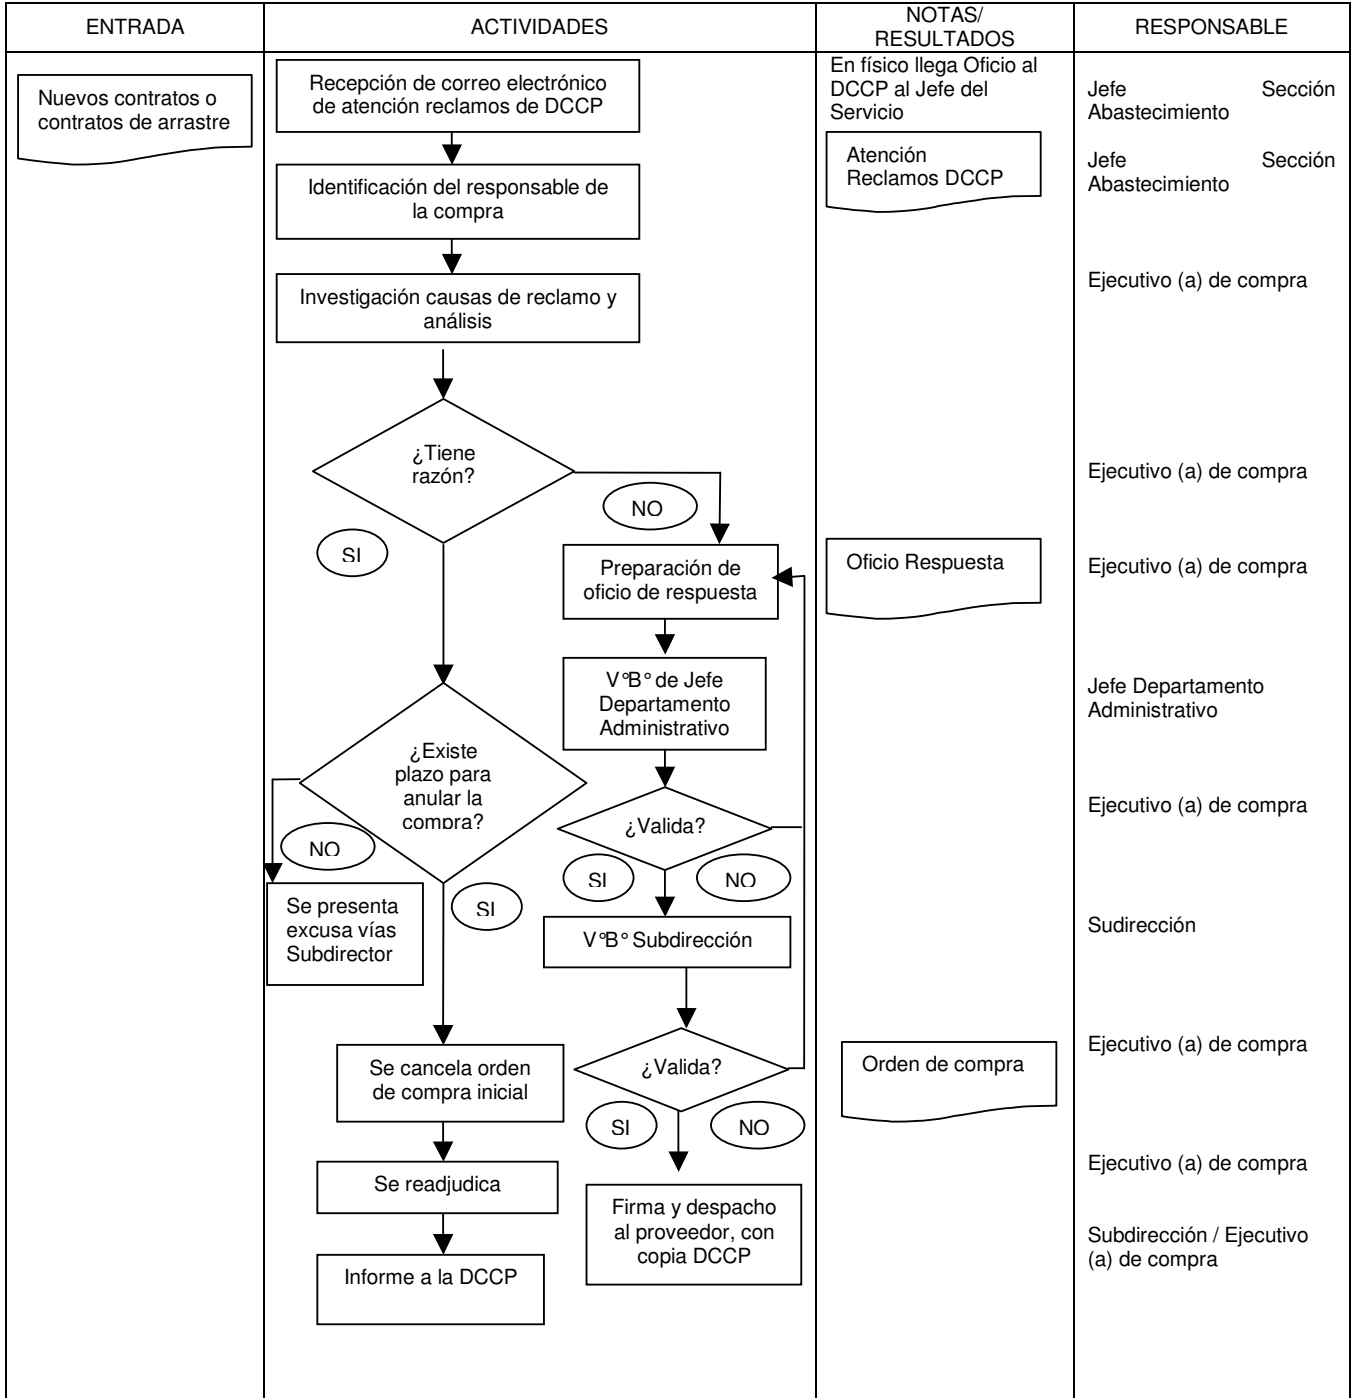 ENTRADA
ACTIVIDADES
NOTAS/
RESULTADOS
RESPONSABLE
Nuevos contratos o
contratos de arrastre
Recepción de correo electrónico
de atención reclamos de DCCP
En físico llega Oficio al
DCCP al Jefe del
Servicio
Jefe Sección
Abastecimiento
Identificación del responsable de
la compra
Atención
Reclamos DCCP
Jefe Sección
Abastecimiento
Investigación causas de reclamo y
análisis
Ejecutivo (a) de compra
¿Tiene
razón?
Ejecutivo (a) de compra
NO
SI
Preparación de
oficio de respuesta
Oficio Respuesta
Ejecutivo (a) de compra
V°B° de Jefe
Departamento
Administrativo
Jefe Departamento
Administrativo
¿Existe
plazo para
anular la
compra?
¿Valida?
Ejecutivo (a) de compra
NO
SI
SI
NO
Se presenta
excusa vías
Subdirector
V°B° Subdirección
Sudirección
Se cancela orden
de compra inicial
¿Valida?
Orden de compra
Ejecutivo (a) de compra
SI
NO
Se readjudica
Ejecutivo (a) de compra
Firma y despacho
al proveedor, con
copia DCCP
Subdirección / Ejecutivo
(a) de compra
Informe a la DCCP